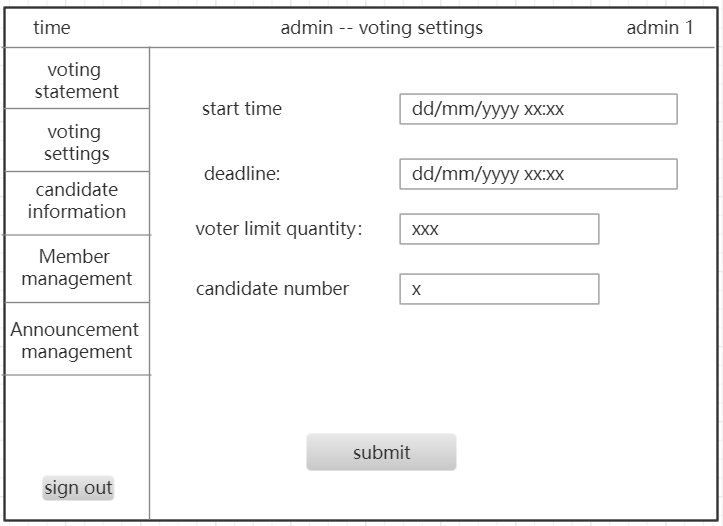 time
admin -- voting settings
admin 1
voting
statement
voting
settings
candidate
information
Member
management
Announcement
management
sign out
start time
dd/mm/yyyy xx:xx
deadline:
dd/mm/yyyy xx:xx
voter limit quantity:
xxx
candidate number
x
submit